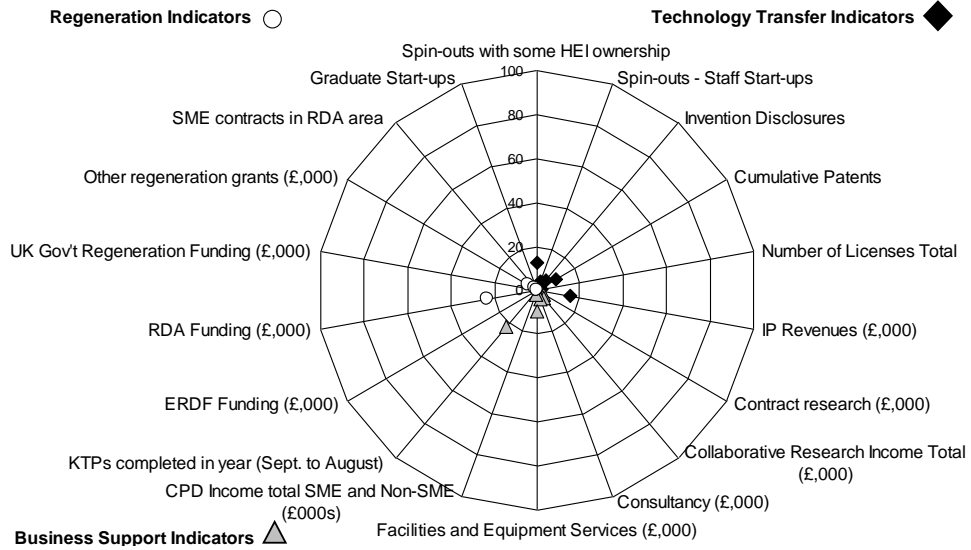 Regeneration Indicators
Technology Transfer Indicators
Spin-outs with some HEI ownership
Graduate Start-ups
Spin-outs - Staff Start-ups
SME contracts in RDA area
Invention Disclosures
Other regeneration grants (£,000)
Cumulative Patents
UK Gov't Regeneration Funding (£,000)
Number of Licenses Total
RDA Funding (£,000)
IP Revenues (£,000)
ERDF Funding (£,000)
Contract research (£,000)
KTPs completed in year (Sept. to August)
Collaborative Research Income Total
(£,000)
CPD Income total SME and Non-SME
(£000s)
Consultancy (£,000)
Facilities and Equipment Services (£,000)
Business Support Indicators
100
80
60
40
20
0